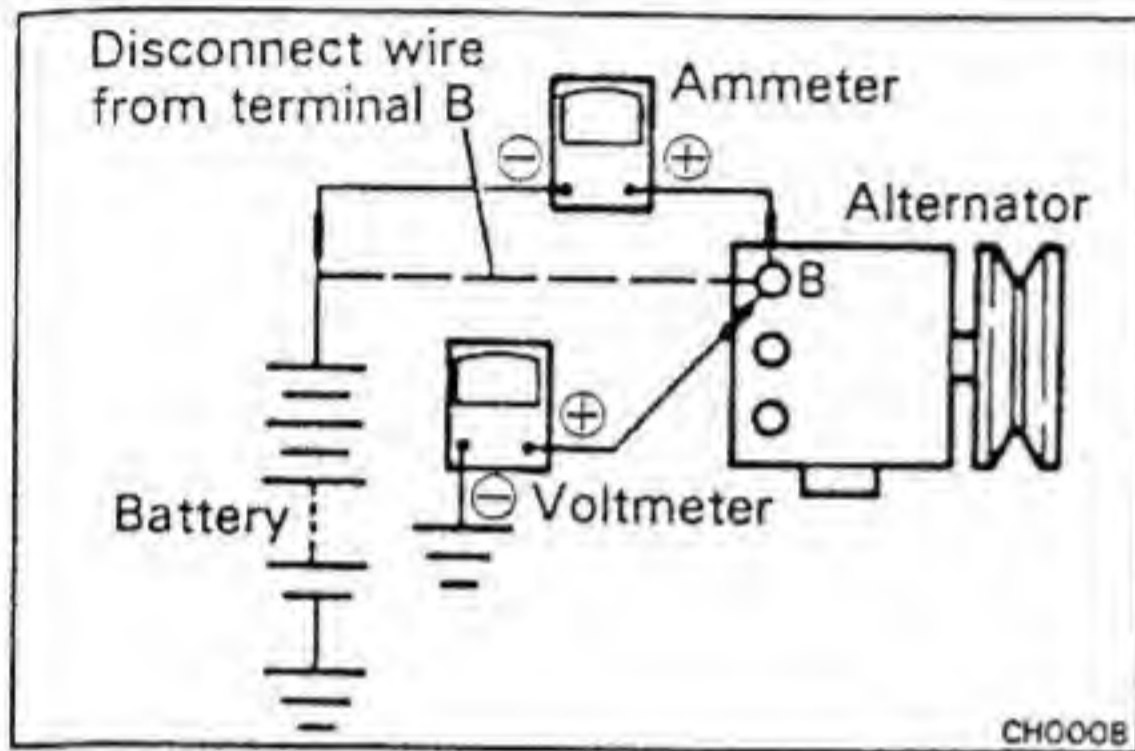 Disconnect wire
from terminal B
Ammeter
⊖
⊕
Alternator
B
⊕
⊖
Voltmeter
Battery
CH0008